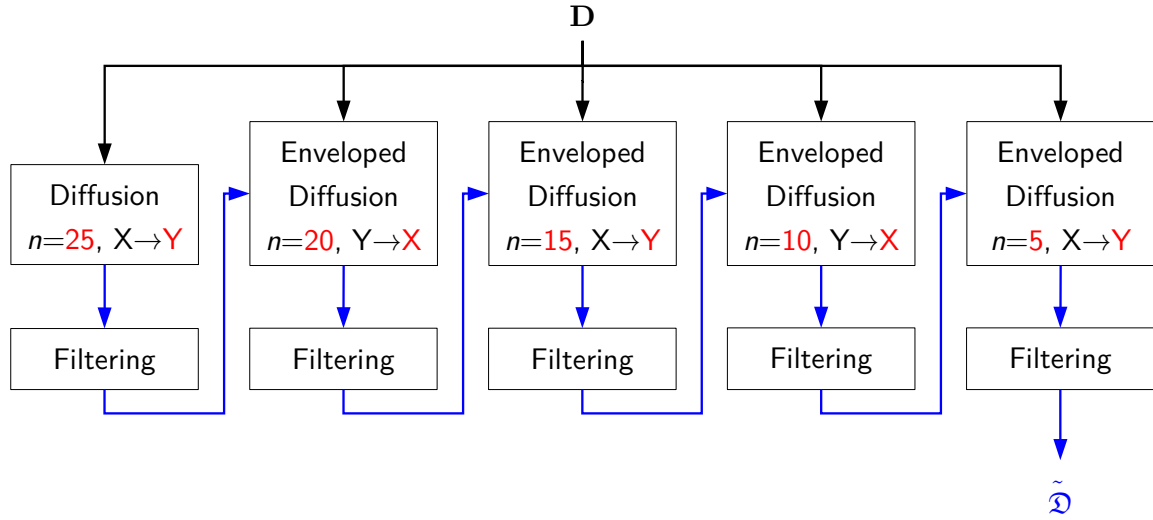 D
Diffusion
n=25, X→Y
Filtering
Enveloped
Diffusion
n=20, Y→X
Filtering
Enveloped
Diffusion
n=15, X→Y
Filtering
Enveloped
Diffusion
n=10, Y→X
Filtering
Enveloped
Diffusion
n=5, X→Y
Filtering
𝔇̃